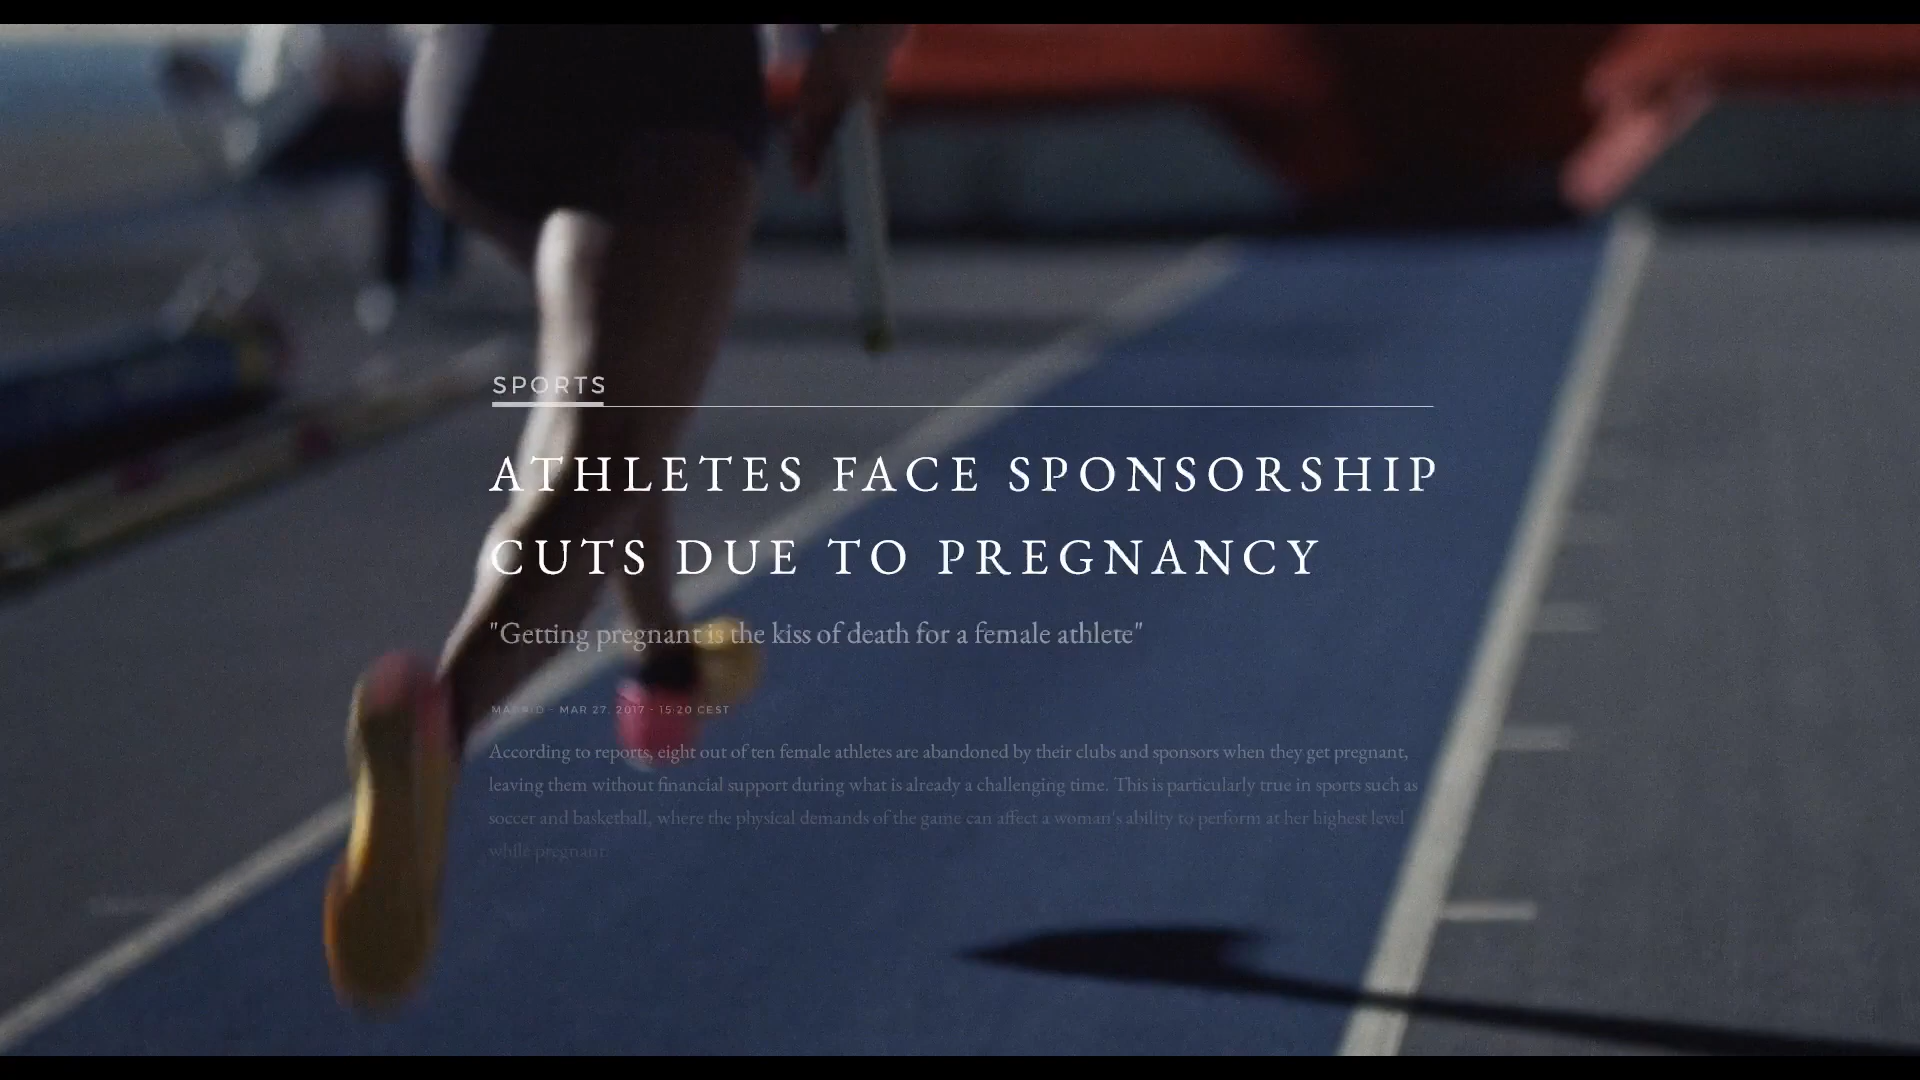 SPORTS
ATHLETES FACE SPONSORSHIP
CUTS DUE TO PREGNANCY
"Getting pregnant is the kiss of death for a female athlete"
MADRID - MAR 27. 2017 - 15:20 CEST
According to reports, eight out of ten female athletes are abandoned by their clubs and sponsors when they get pregnant,
leaving them without financial support during what is already a challenging time. This is particularly true in sports such as
soccer and basketball, where the physical demands of the game can affect a woman's ability to perform at her highest level
while pregnant.